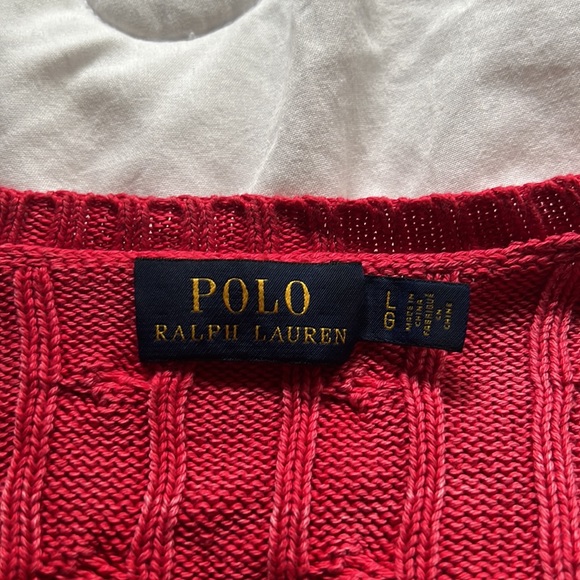 POLO
RALPH LAUREN
L
G
MADE IN
CHINA
FABRIQUÉ
EN
CHINE